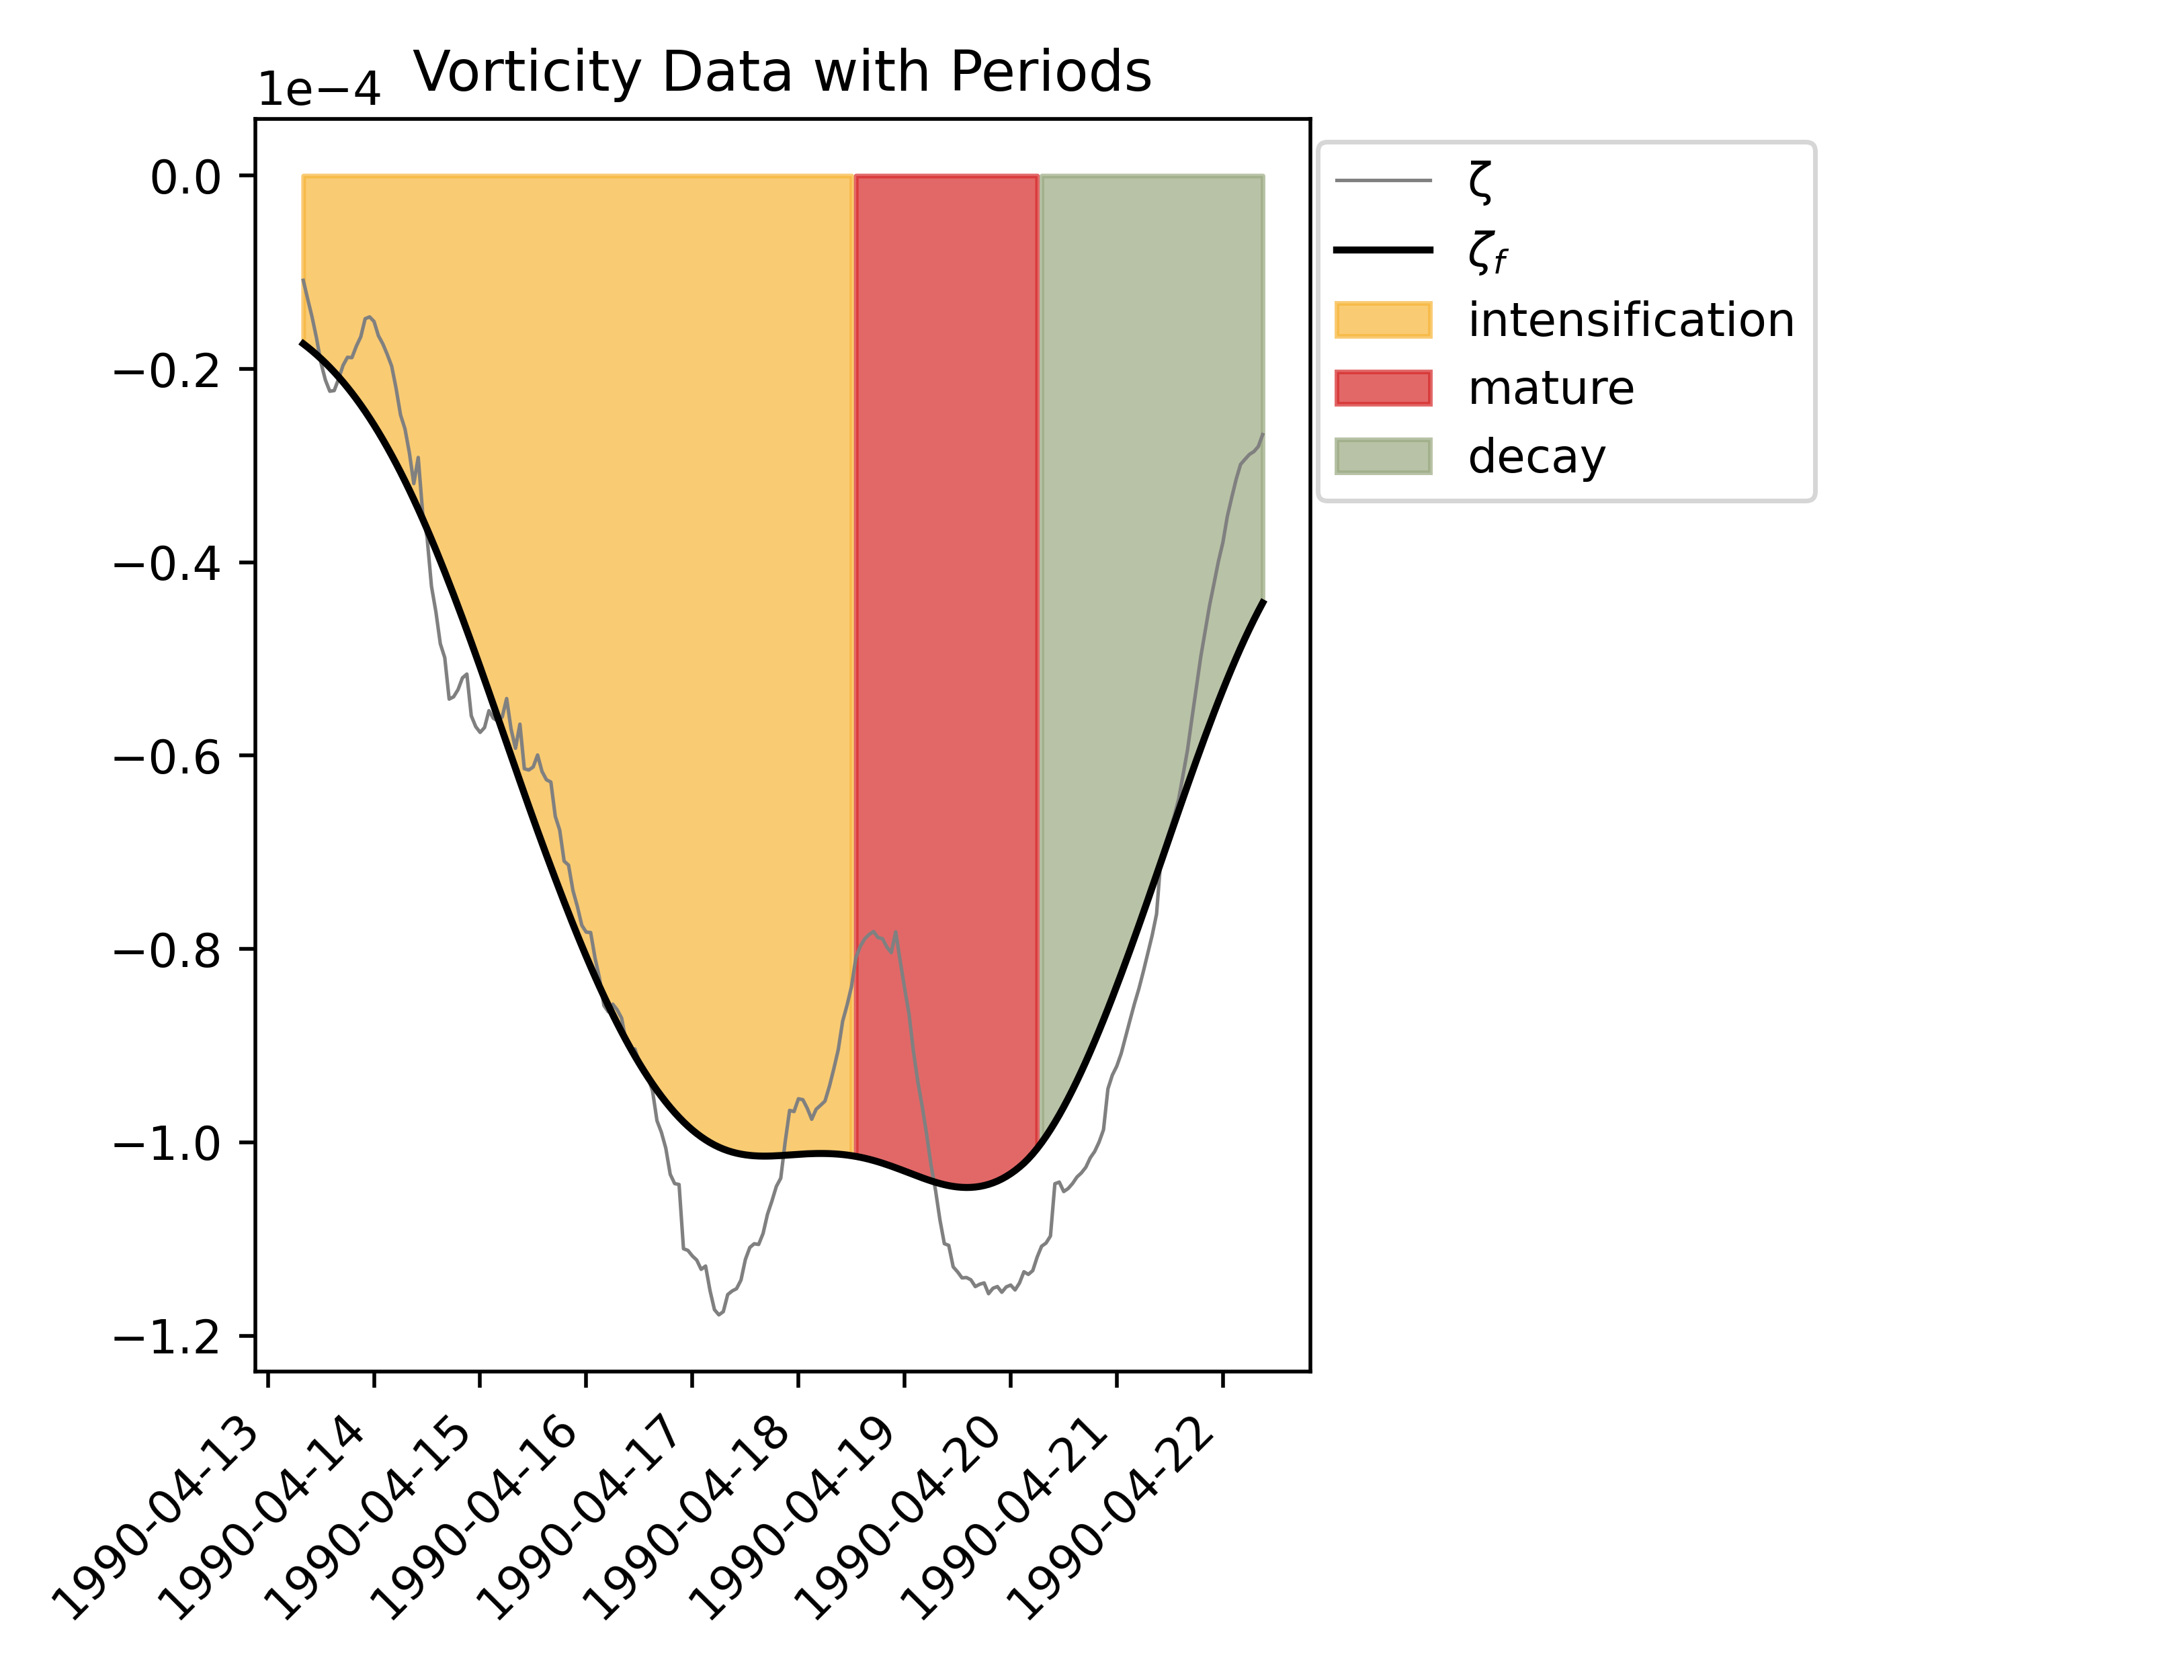 Vorticity Data with Periods
1e−4
0.0
−0.2
−0.4
−0.6
−0.8
−1.0
−1.2
1990-04-13
1990-04-14
1990-04-15
1990-04-16
1990-04-17
1990-04-18
1990-04-19
1990-04-20
1990-04-21
1990-04-22
ζ
ζf
intensification
mature
decay